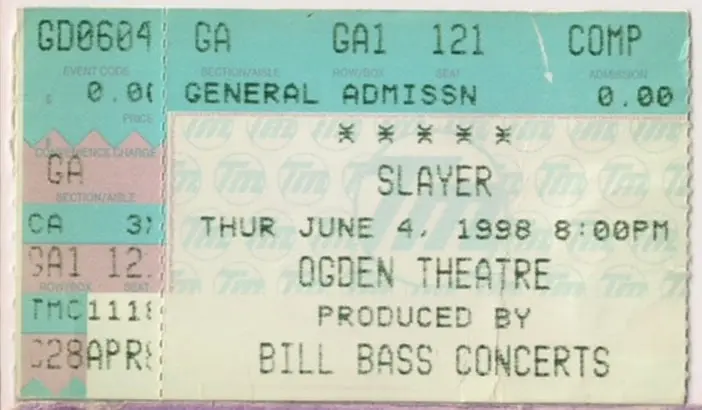 GD0604 GA GA1 121 COMP
EVENT CODE SECTION/AISLE ROW/BOX SEAT ADMISSION
$ 0.00 GENERAL ADMISSN 0.00
PRICE
* * * * *
CONVENIENCE CHARGE
GA SLAYER
SECTION/AISLE
CA 3X THUR JUNE 4, 1998 8:00PM
GA1 12 OGDEN THEATRE
ROW/BOX SEAT
TMC111 PRODUCED BY
C28APR BILL BASS CONCERTS